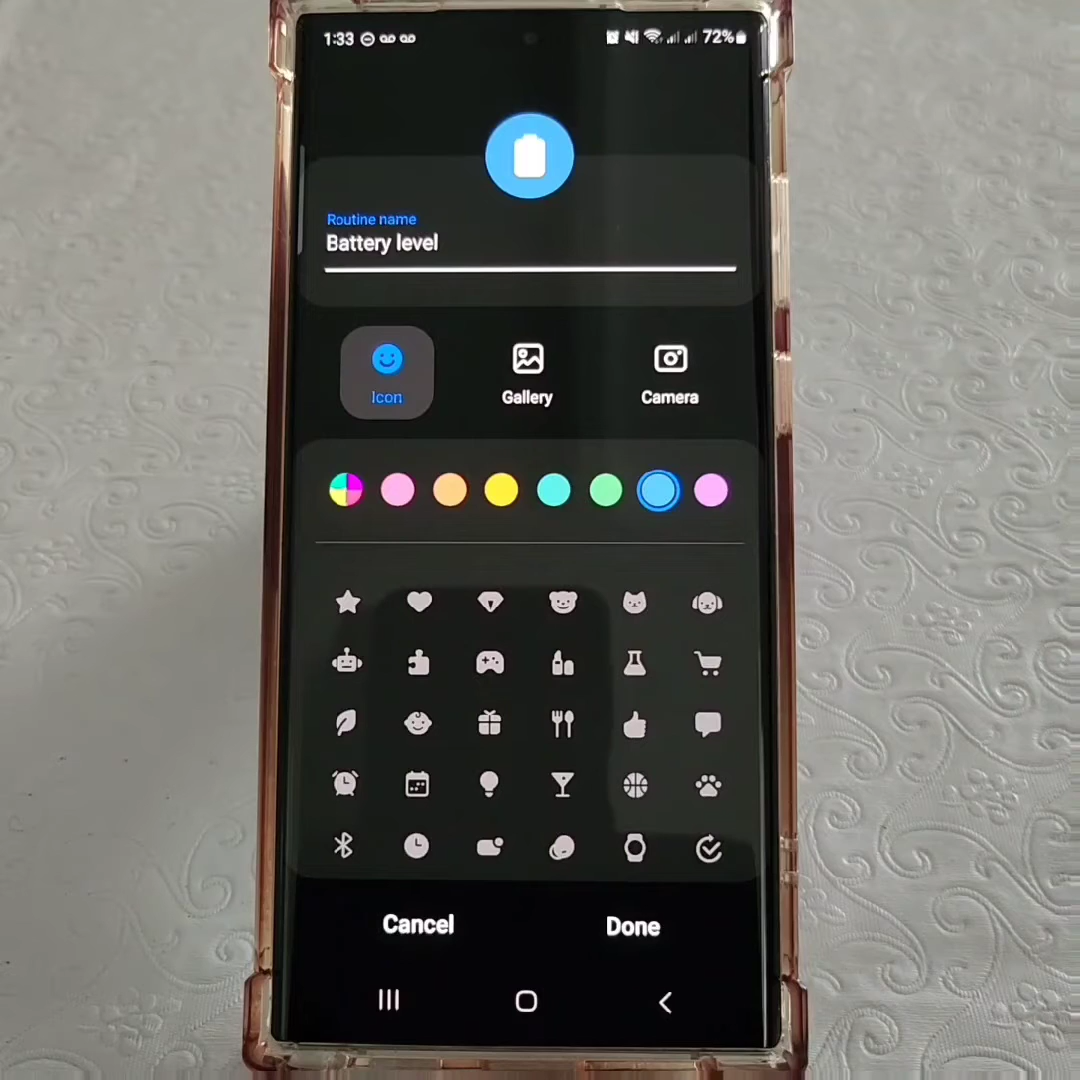 1:33 72%
Routine name
Battery level
Icon Gallery Camera
Cancel Done